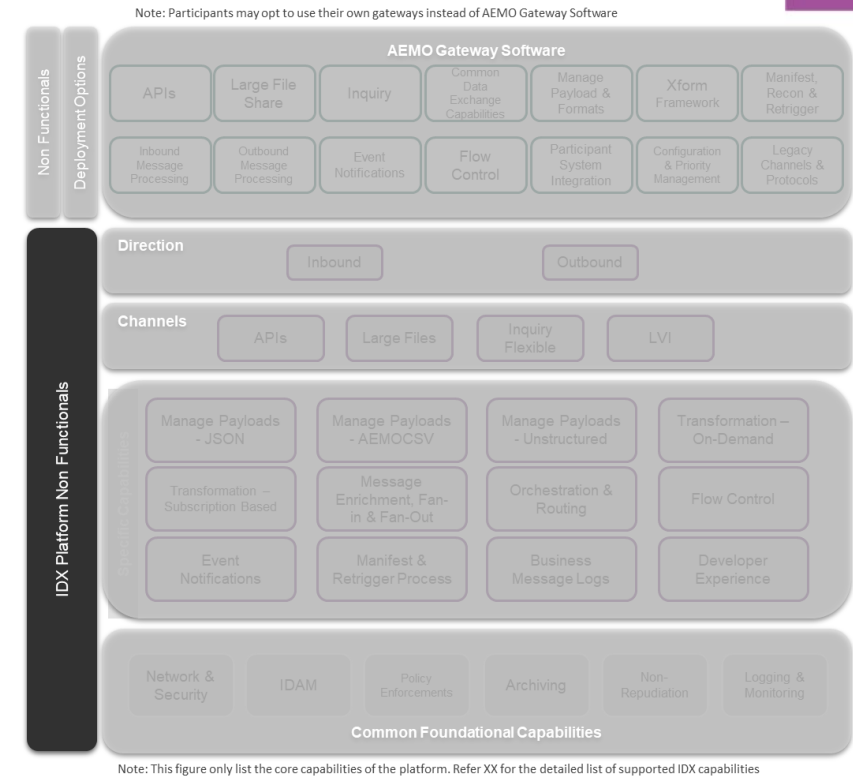 Note: Participants may opt to use their own gateways instead of AEMO Gateway Software
Non Functionals
Deployment Options
AEMO Gateway Software
APIs
Large File
Share
Inquiry
Common
Data
Exchange
Capabilities
Manage
Payload &
Formats
Xform
Framework
Manifest,
Recon &
Retrigger
Inbound
Message
Processing
Outbound
Message
Processing
Event
Notifications
Flow
Control
Participant
System
Integration
Configuration
& Priority
Management
Legacy
Channels &
Protocols
IDX Platform Non Functionals
Direction
Inbound
Outbound
Channels
APIs
Large Files
Inquiry
Flexible
LVI
Specific Capabilities
Manage Payloads
- JSON
Manage Payloads
- AEMOCSV
Manage Payloads
- Unstructured
Transformation –
On-Demand
Transformation –
Subscription Based
Message
Enrichment, Fan-
in & Fan-Out
Orchestration &
Routing
Flow Control
Event
Notifications
Manifest &
Retrigger Process
Business
Message Logs
Developer
Experience
Network &
Security
IDAM
Policy
Enforcements
Archiving
Non-
Repudiation
Logging &
Monitoring
Common Foundational Capabilities
Note: This figure only list the core capabilities of the platform. Refer XX for the detailed list of supported IDX capabilities